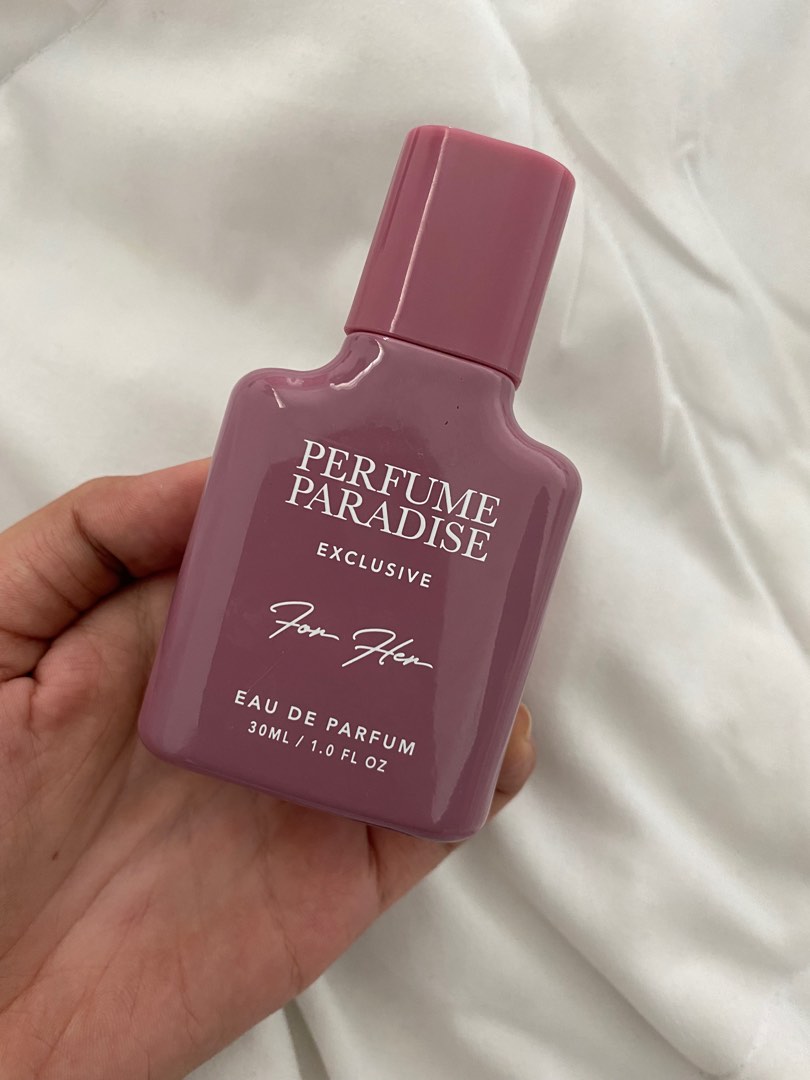 PERFUME
PARADISE
EXCLUSIVE
For Her
EAU DE PARFUM
30ML / 1.0 FL OZ